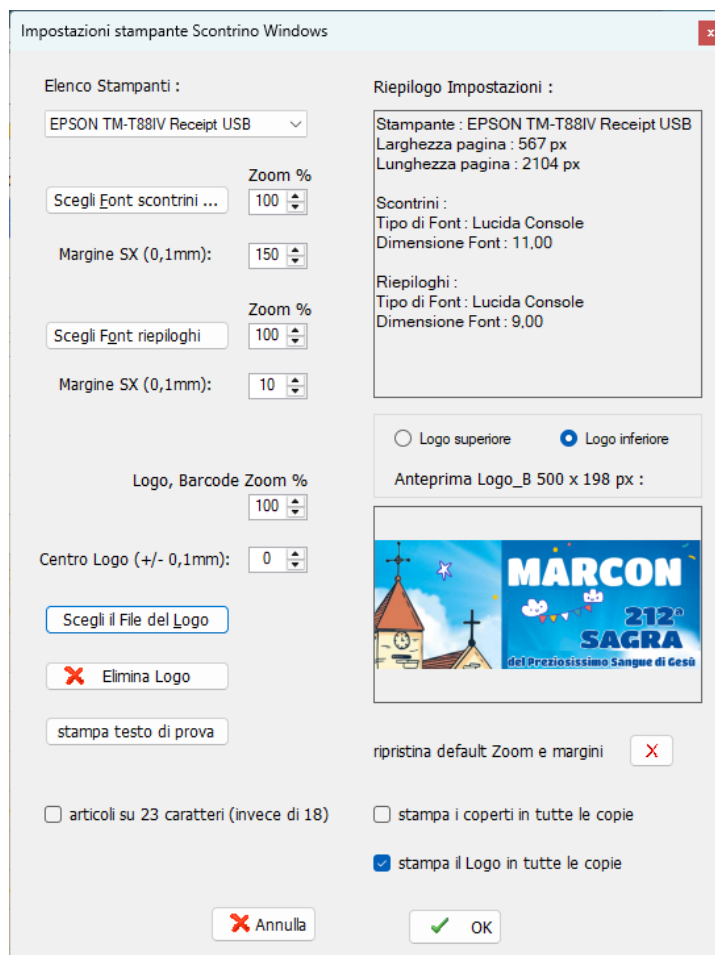 Impostazioni stampante Scontrino Windows
x
Elenco Stampanti :
EPSON TM-T88IV Receipt USB
Zoom %
Scegli Font scontrini ...
100
Margine SX (0,1mm):
150
Zoom %
Scegli Font riepiloghi
100
Margine SX (0,1mm):
10
Logo, Barcode Zoom %
100
Centro Logo (+/- 0,1mm):
0
Scegli il File del Logo
Elimina Logo
stampa testo di prova
articoli su 23 caratteri (invece di 18)
Riepilogo Impostazioni :
Stampante : EPSON TM-T88IV Receipt USB
Larghezza pagina : 567 px
Lunghezza pagina : 2104 px
Scontrini :
Tipo di Font : Lucida Console
Dimensione Font : 11,00
Riepiloghi :
Tipo di Font : Lucida Console
Dimensione Font : 9,00
Logo superiore
Logo inferiore
Anteprima Logo_B 500 x 198 px :
MARCON
212ª
SAGRA
del Preziosissimo Sangue di Gesù
ripristina default Zoom e margini
X
stampa i coperti in tutte le copie
stampa il Logo in tutte le copie
Annulla
OK